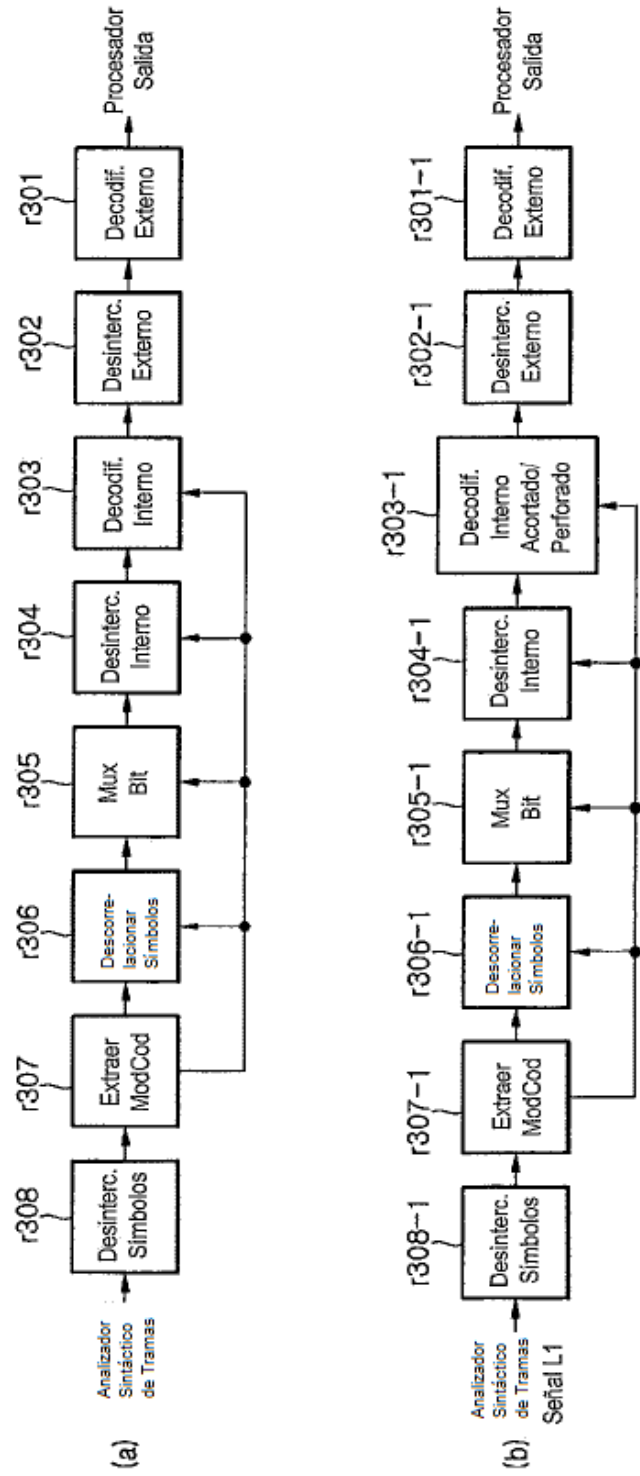 (a)
Analizador
Sintáctico
de Tramas
r308
Desinterc.
Símbolos
r307
Extraer
ModCod
r306
Descorre-
lacionar
Símbolos
r305
Mux
Bit
r304
Desinterc.
Interno
r303
Decodif.
Interno
r302
Desinterc.
Externo
r301
Decodif.
Externo
Procesador
Salida
(b)
Analizador
Sintáctico
de Tramas
Señal L1
r308-1
Desinterc.
Símbolos
r307-1
Extraer
ModCod
r306-1
Descorre-
lacionar
Símbolos
r305-1
Mux
Bit
r304-1
Desinterc.
Interno
r303-1
Decodif.
Interno
Acortado/
Perforado
r302-1
Desinterc.
Externo
r301-1
Decodif.
Externo
Procesador
Salida